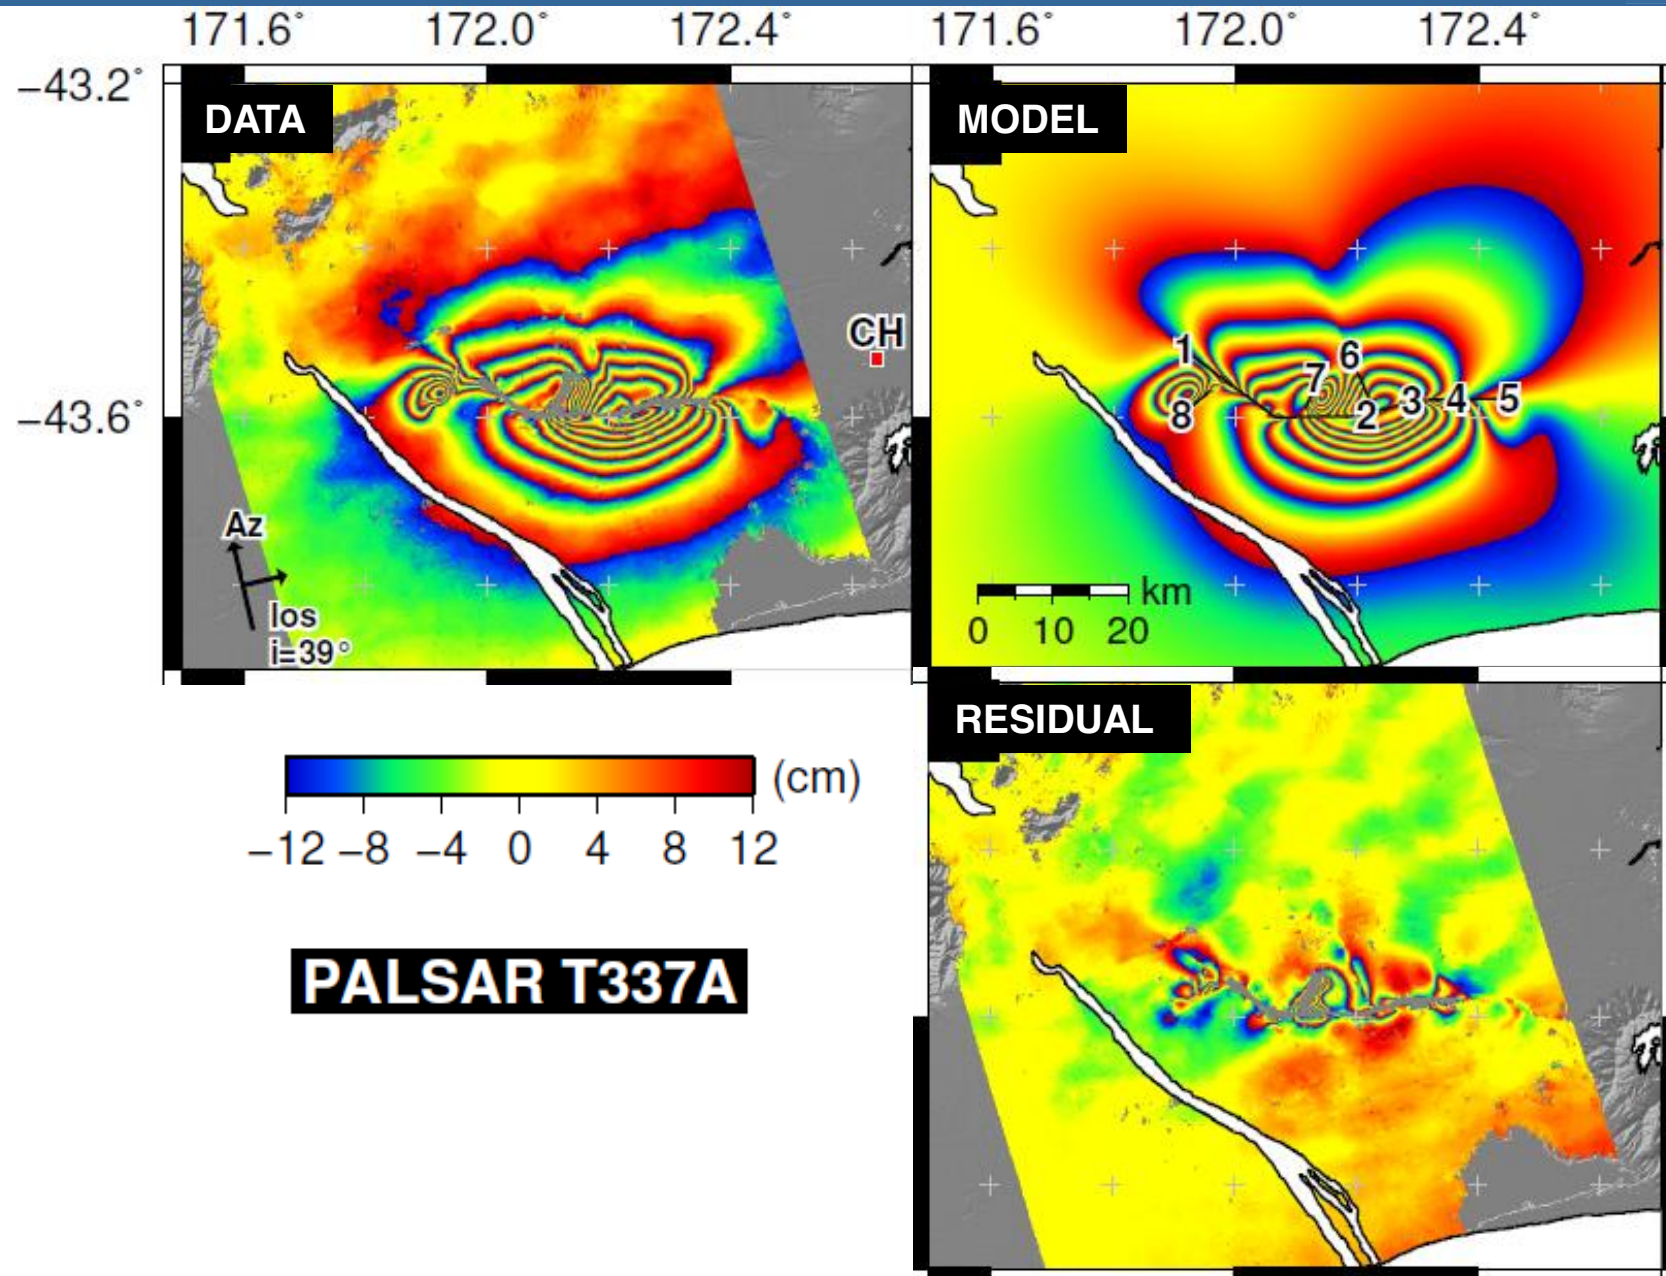 171.6° 172.0° 172.4° 171.6° 172.0° 172.4°
−43.2°
DATA MODEL
CH
1 6
7
8 2 3 4 5
−43.6°
Az
los
i=39°
km
0 10 20
RESIDUAL
(cm)
−12 −8 −4 0 4 8 12
PALSAR T337A